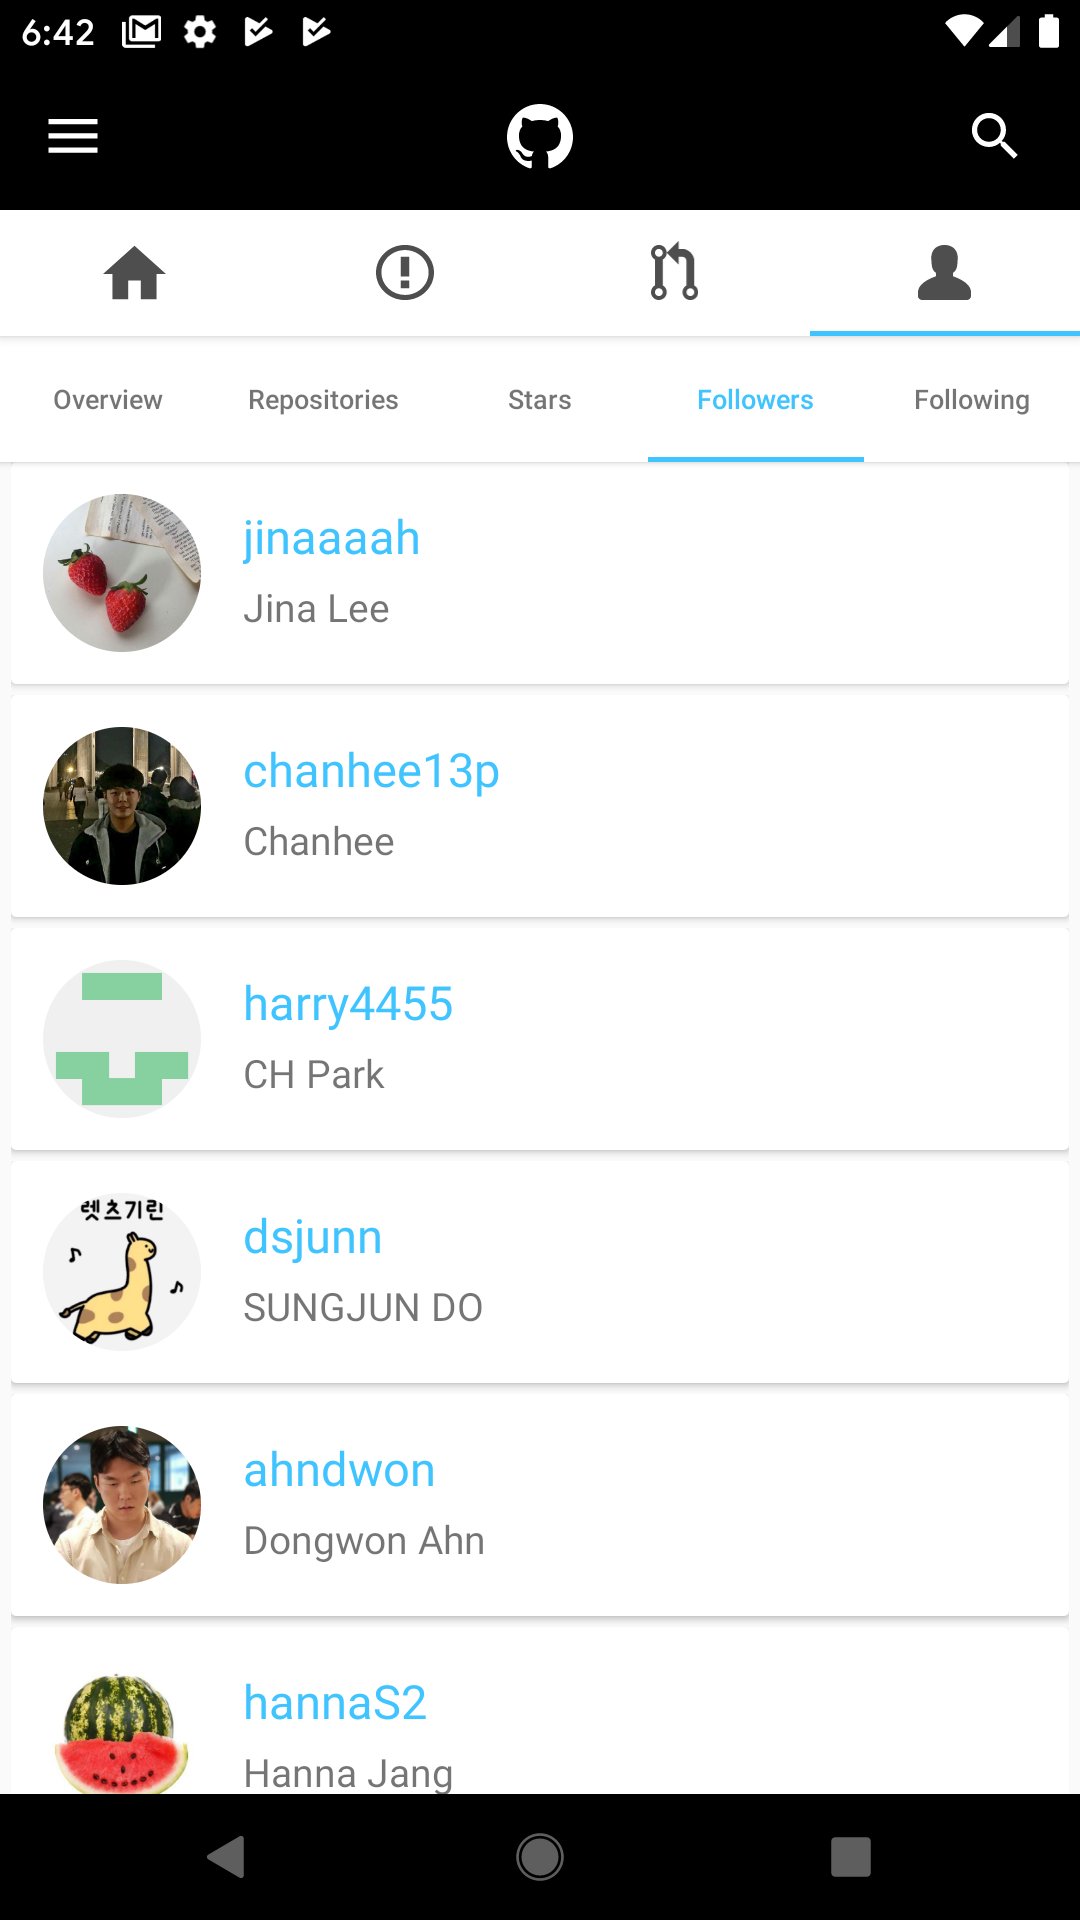 6:42
Overview Repositories Stars Followers Following
jinaaaah
Jina Lee
chanhee13p
Chanhee
harry4455
CH Park
렛츠기린
dsjunn
SUNGJUN DO
ahndwon
Dongwon Ahn
hannaS2
Hanna Jang